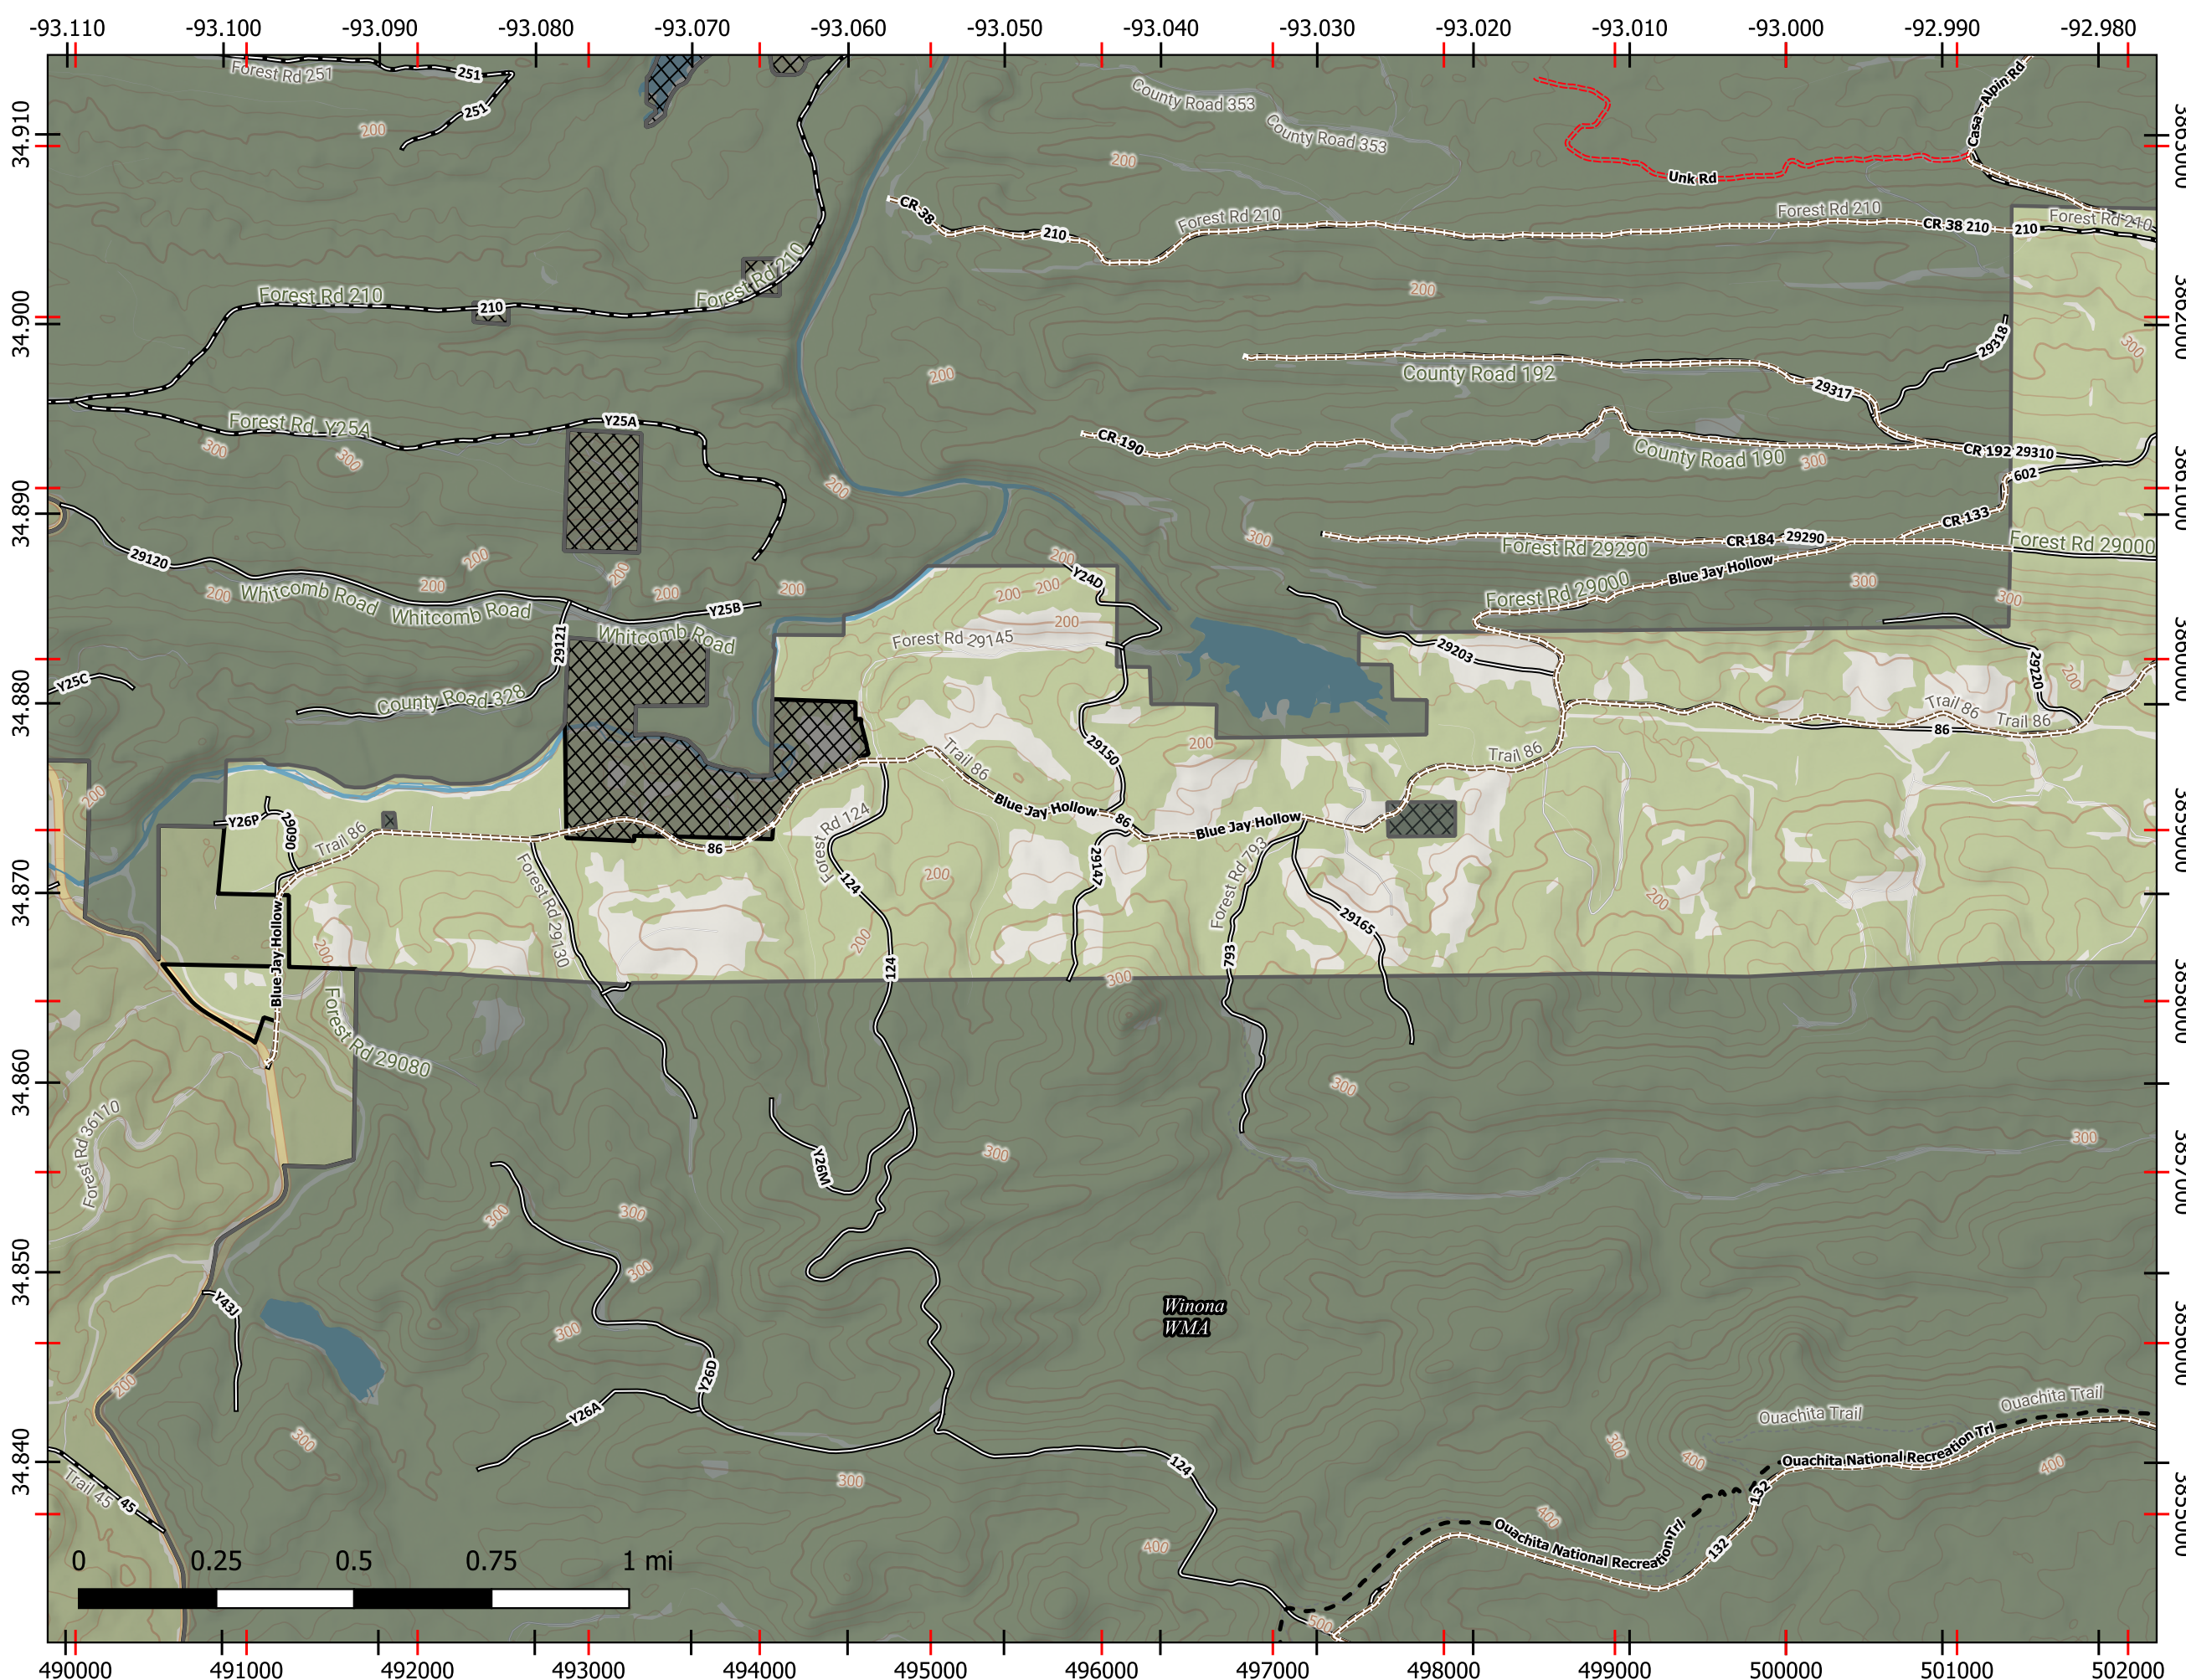 -93.110 -93.100 -93.090 -93.080 -93.070 -93.060 -93.050 -93.040 -93.030 -93.020 -93.010 -93.000 -92.990 -92.980
Forest Rd 251
251
251
200
County Road 353
County Road 353
200
Casa - Alpin Rd
Unk Rd
34.910
3863000
CR 38
210
Forest Rd 210
Forest Rd 210
CR 38 210
210
Forest Rd 210
Forest Rd 210
210
Forest Rd 210
200
300
34.900
3862000
29318
200
County Road 192
29317
Forest Rd. Y25A
Y25A
300
300
CR 190
County Road 190
300
CR 192 29310
602
200
34.890
3861000
CR 133
300
CR 184 29290
Forest Rd 29290
Forest Rd 29000
Blue Jay Hollow
Forest Rd 29000
300
300
29120
200
200
200
200
200
200
Whitcomb Road
Whitcomb Road
Y25B
Whitcomb Road
29121
200
Y24D
200
200
200
Forest Rd 29145
29203
29220
200
3860000
34.880
Y25C
County Road 328
Trail 86
Trail 86
86
29150
200
Trail 86
Trail 86
Blue Jay Hollow
86
Blue Jay Hollow
200
Y26P
29060
Trail 86
86
Forest Rd 124
124
29147
Forest Rd 793
3859000
34.870
Forest Rd 29130
200
200
29165
200
200
793
124
300
Blue Jay Hollow
3858000
Forest Rd 29080
34.860
300
Forest Rd 36110
300
300
Y26M
3857000
300
300
300
34.850
Y43J
Winona
WMA
300
3856000
Y26D
200
Y26A
300
Ouachita Trail
Ouachita Trail
Ouachita National Recreation Trl
34.840
300
400
400
124
300
132
Trail 45
45
400
Ouachita National Recreation Trl
132
3855000
400
500
0 0.25 0.5 0.75 1 mi
490000 491000 492000 493000 494000 495000 496000 497000 498000 499000 500000 501000 502000